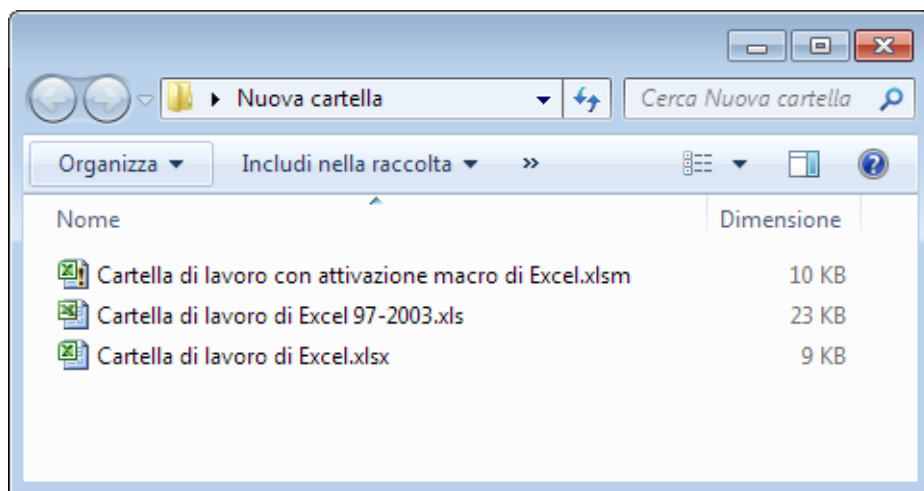 Nuova cartella
Cerca Nuova cartella
Organizza Includi nella raccolta »
Nome Dimensione
Cartella di lavoro con attivazione macro di Excel.xlsm 10 KB
Cartella di lavoro di Excel 97-2003.xls 23 KB
Cartella di lavoro di Excel.xlsx 9 KB